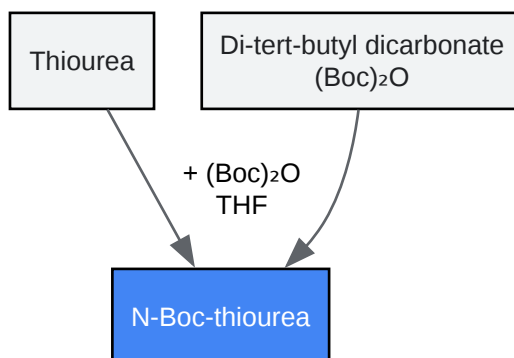 Thiourea
Di-tert-butyl dicarbonate
(Boc)₂O
+ (Boc)₂O
THF
N-Boc-thiourea